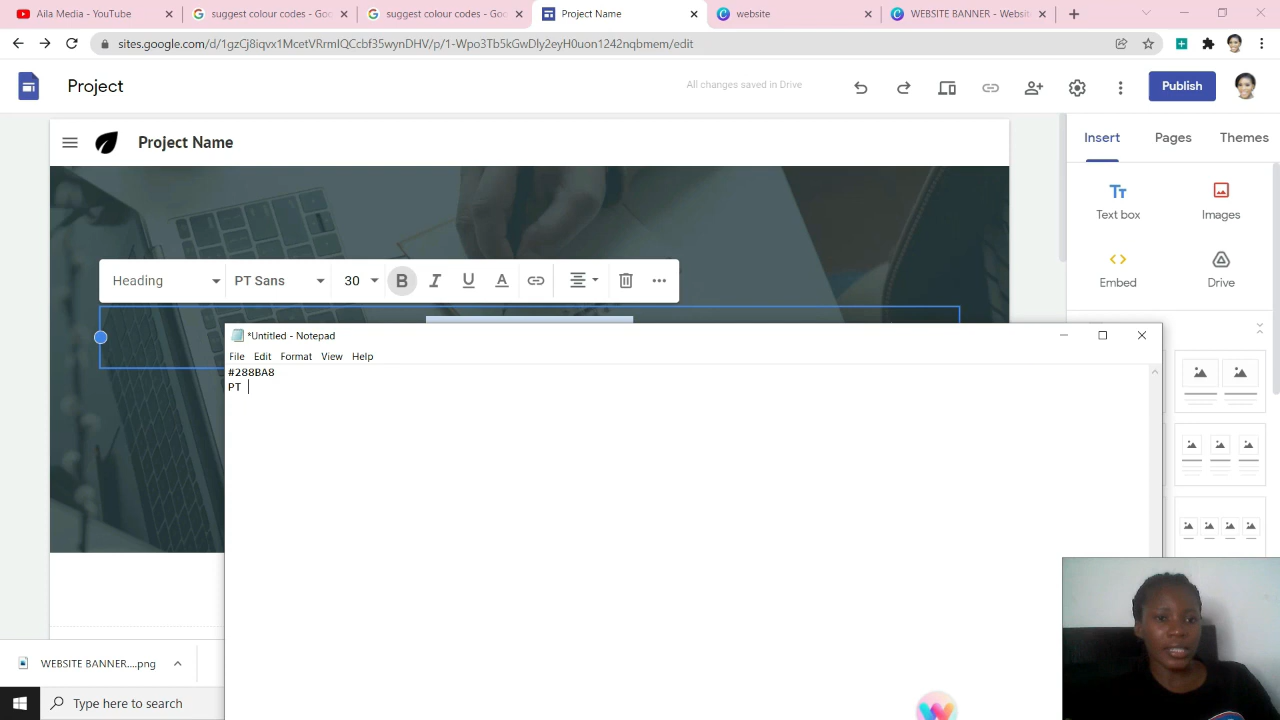 Aila Media - YouTube
suggest colour codes - Goo
suggest colour codes - Goo
Project Name
website
WEBSITE BANNER - Websit
sites.google.com/d/1gzCj8iqvx1McetVRrmIQCcbf35wynDHV/p/1-WpcBTb5kGwDly2eyH0uon1242nqbmem/edit
Project
All changes saved in Drive
Publish
Project Name
Insert
Pages
Themes
Text box
Images
Embed
Drive
Heading
PT Sans
30
B
I
U
A
*Untitled - Notepad
File Edit Format View Help
#288BA8
PT
WEBSITE BANNER....png
Type here to search